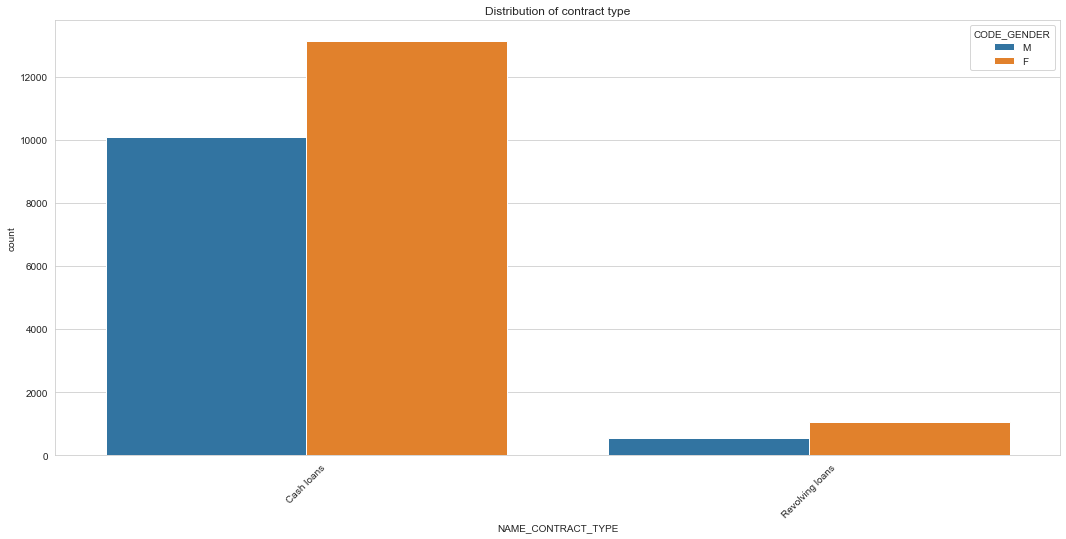 Distribution of contract type
CODE_GENDER
M
F
count
12000
10000
8000
6000
4000
2000
0
Cash loans
Revolving loans
NAME_CONTRACT_TYPE